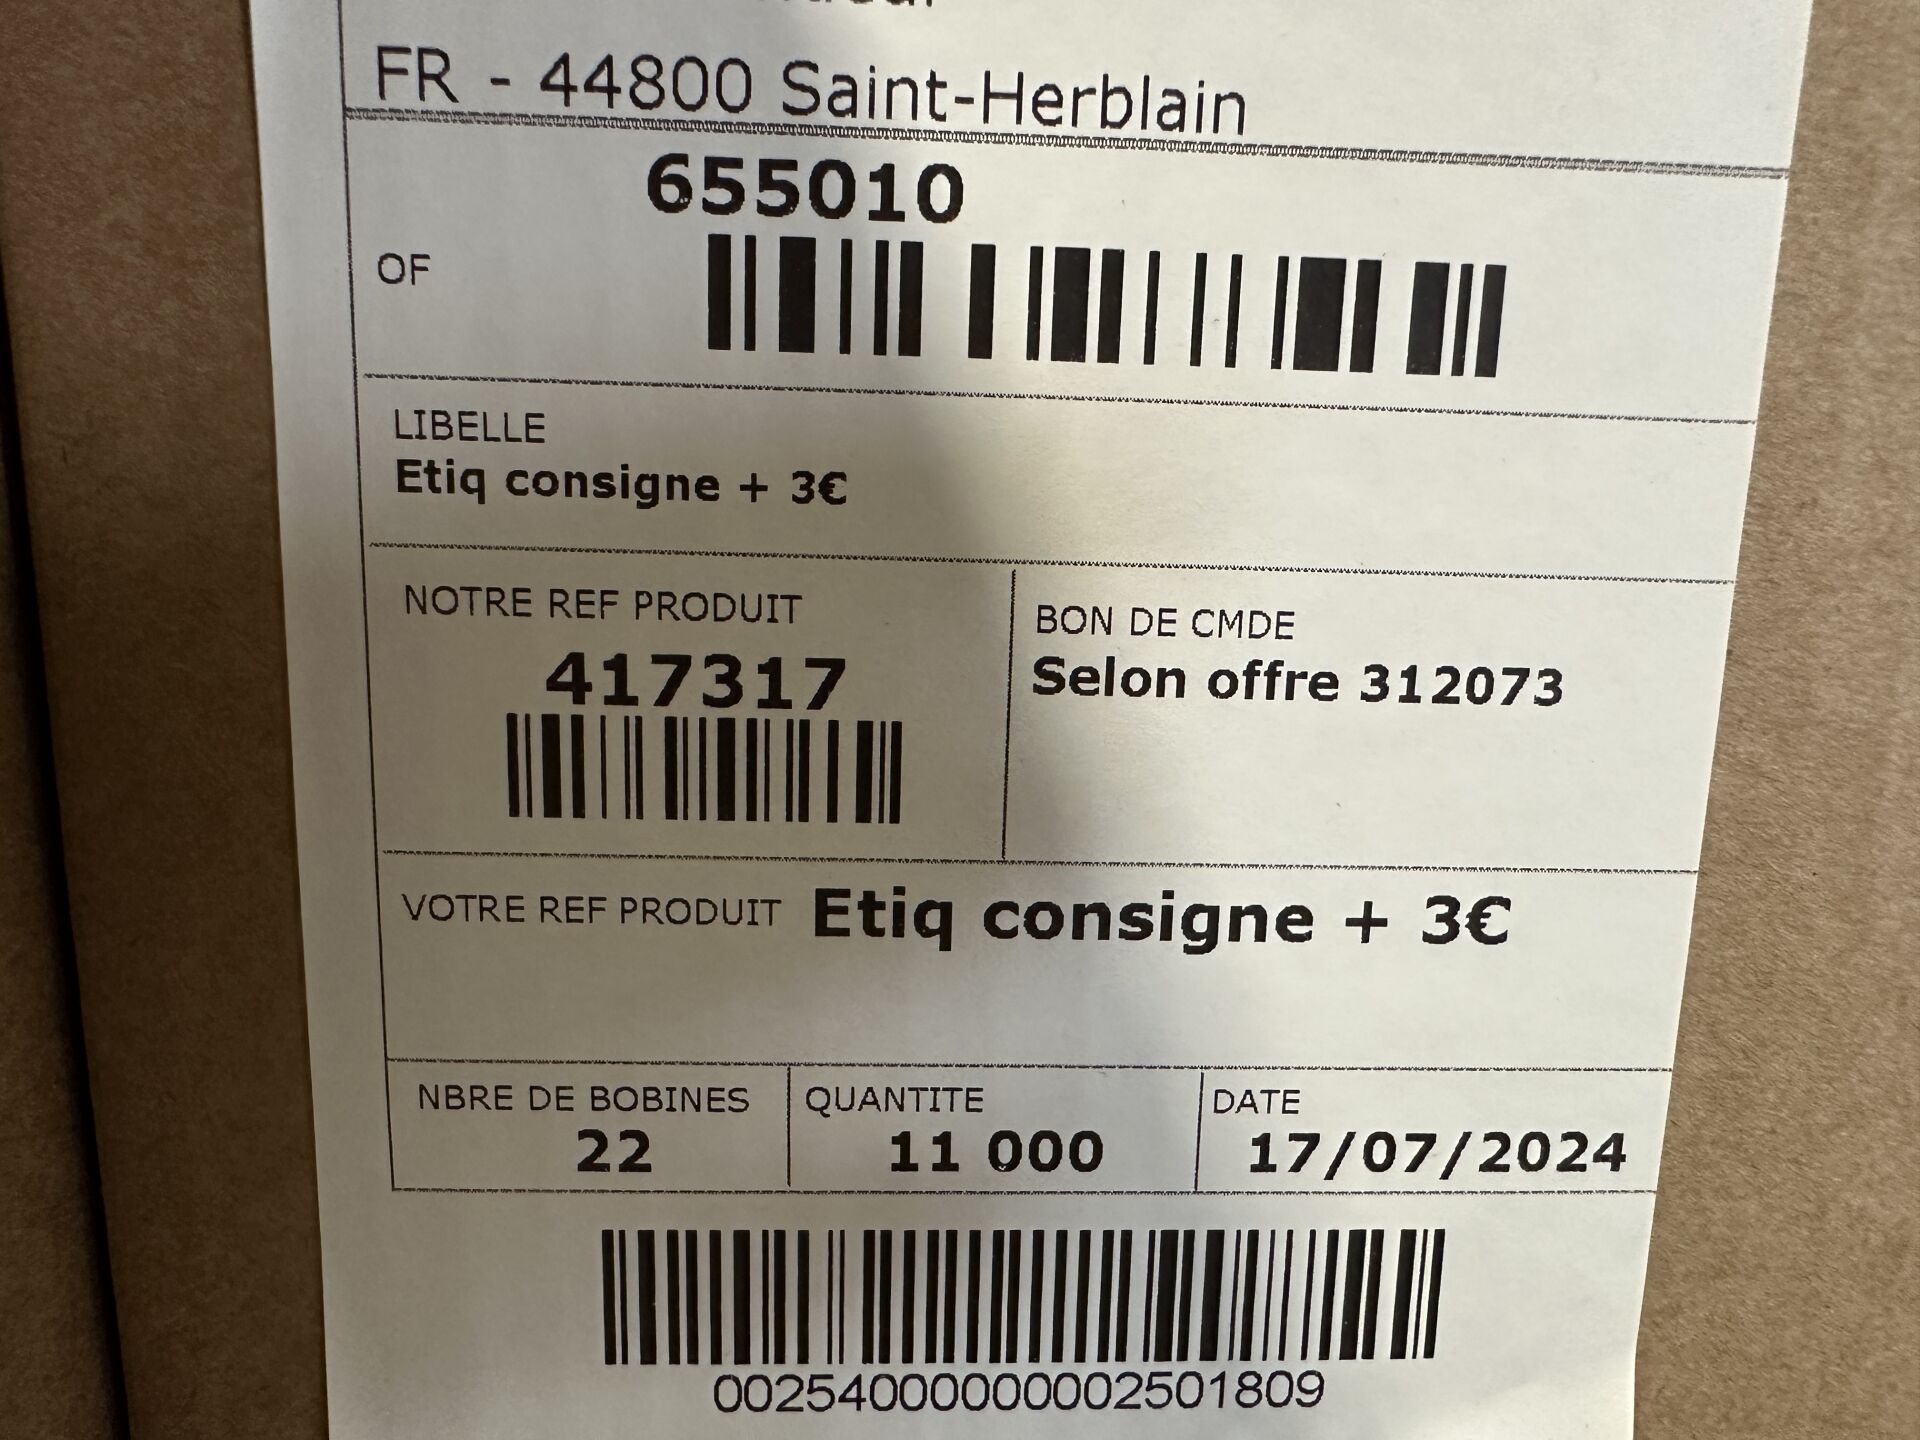 FR - 44800 Saint-Herblain
655010
OF
LIBELLE
Etiq consigne + 3€
NOTRE REF PRODUIT
417317
BON DE CMDE
Selon offre 312073
VOTRE REF PRODUIT Etiq consigne + 3€
NBRE DE BOBINES
22
QUANTITE
11 000
DATE
17/07/2024
00254000000002501809